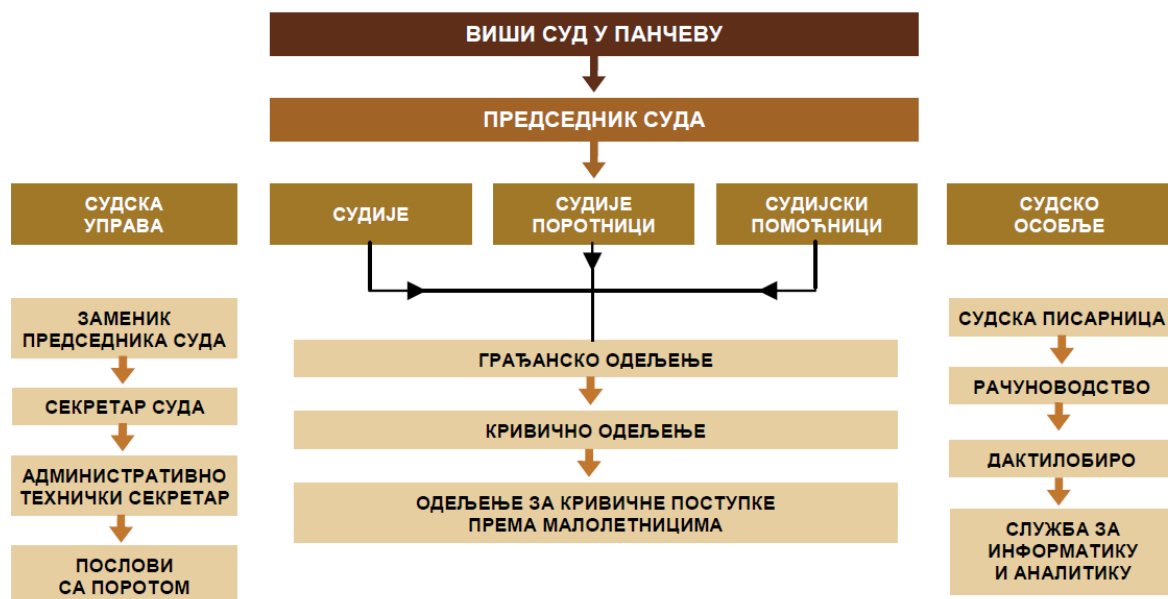 ВИШИ СУД У ПАНЧЕВУ
ПРЕДСЕДНИК СУДА
СУДСКА
УПРАВА
СУДИЈЕ
СУДИЈЕ
ПОРОТНИЦИ
СУДИЈСКИ
ПОМОЋНИЦИ
СУДСКО
ОСОБЉЕ
ЗАМЕНИК
ПРЕДСЕДНИКА СУДА
СЕКРЕТАР СУДА
АДМИНИСТРАТИВНО
ТЕХНИЧКИ СЕКРЕТАР
ПОСЛОВИ
СА ПОРОТОМ
ГРАЂАНСКО ОДЕЉЕЊЕ
КРИВИЧНО ОДЕЉЕЊЕ
ОДЕЉЕЊЕ ЗА КРИВИЧНЕ ПОСТУПКЕ
ПРЕМА МАЛОЛЕТНИЦИМА
СУДСКА ПИСАРНИЦА
РАЧУНОВОДСТВО
ДАКТИЛОБИРО
СЛУЖБА ЗА
ИНФОРМАТИКУ
И АНАЛИТИКУ